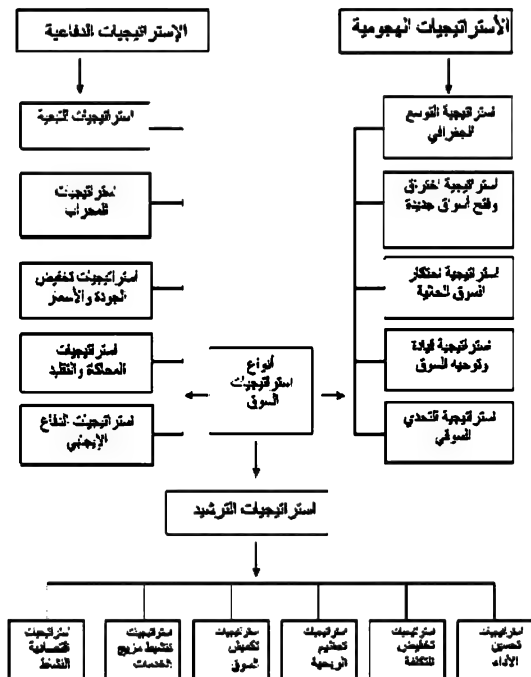 الأستراتيجيات الهجومية
استراتيجية التوسع
الجغرافي
استراتيجية اختراق
وفتح أسواق جديدة
استراتيجية احتكار
السوق الحالية
استراتيجية قيادة
وتوجيه السوق
استراتيجية التحدي
السوقي
الإستراتيجيات الدفاعية
استراتيجيات التبعية
استراتيجيات
المحراب
استراتيجيات تخفيض
الجودة والأسعار
استراتيجيات
المحاكاة والتقليد
استراتيجيات الدفاع
الإيجابي
أنواع
استراتيجيات
السوق
استراتيجيات الترشيد
استراتيجيات
تحسين
الأداء
استراتيجيات
تخفيض
التكلفة
استراتيجيات
تعظيم
الربحية
استراتيجيات
تكميش
السوق
استراتيجيات
تنشيط مزيج
الخدمات
استراتيجيات
اقتصادية
النشاط